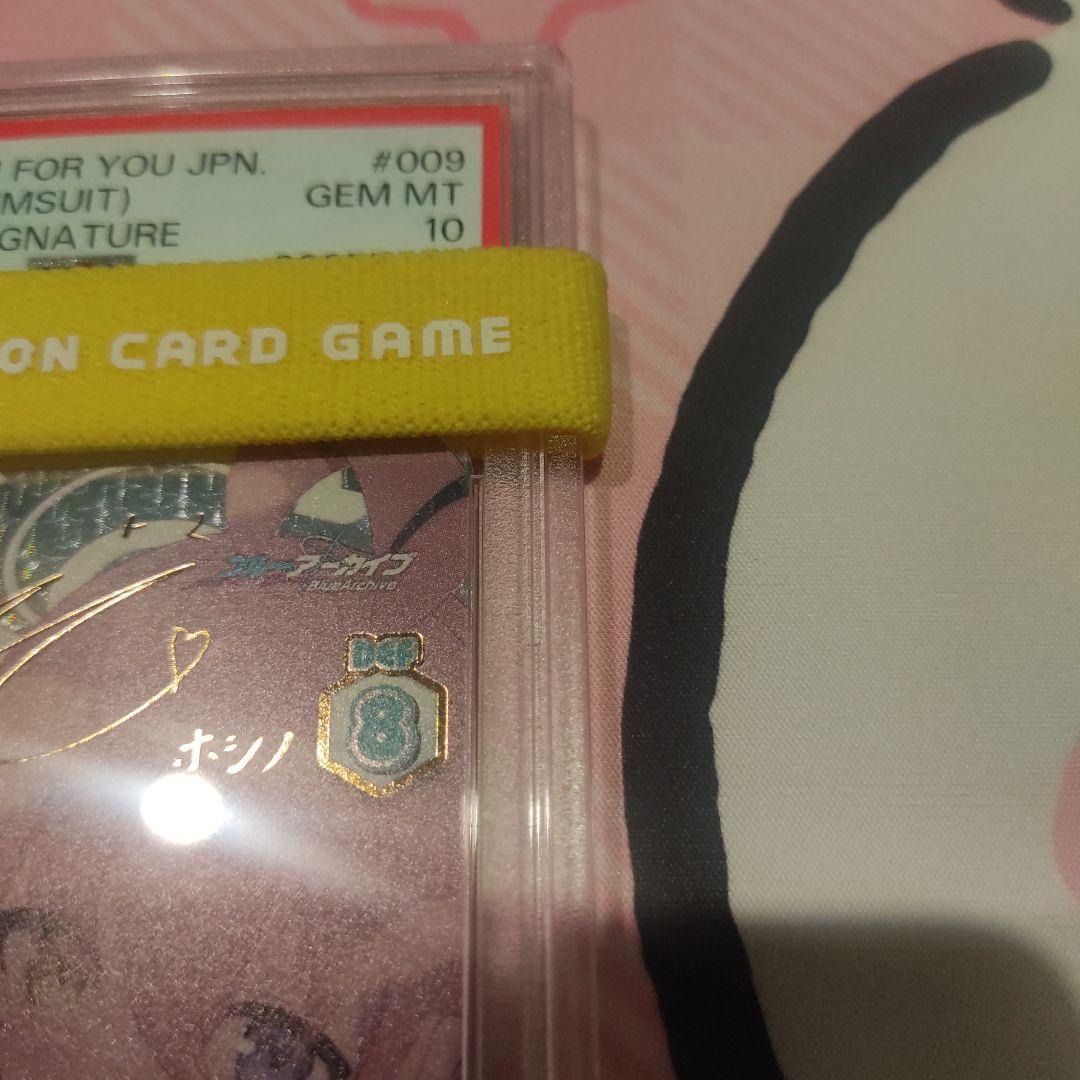 FOR YOU JPN. #009
MSUIT) GEM MT
GNATURE 10
ON CARD GAME
ブルーアーカイブ
BlueArchive
DEF
8
ホシノ